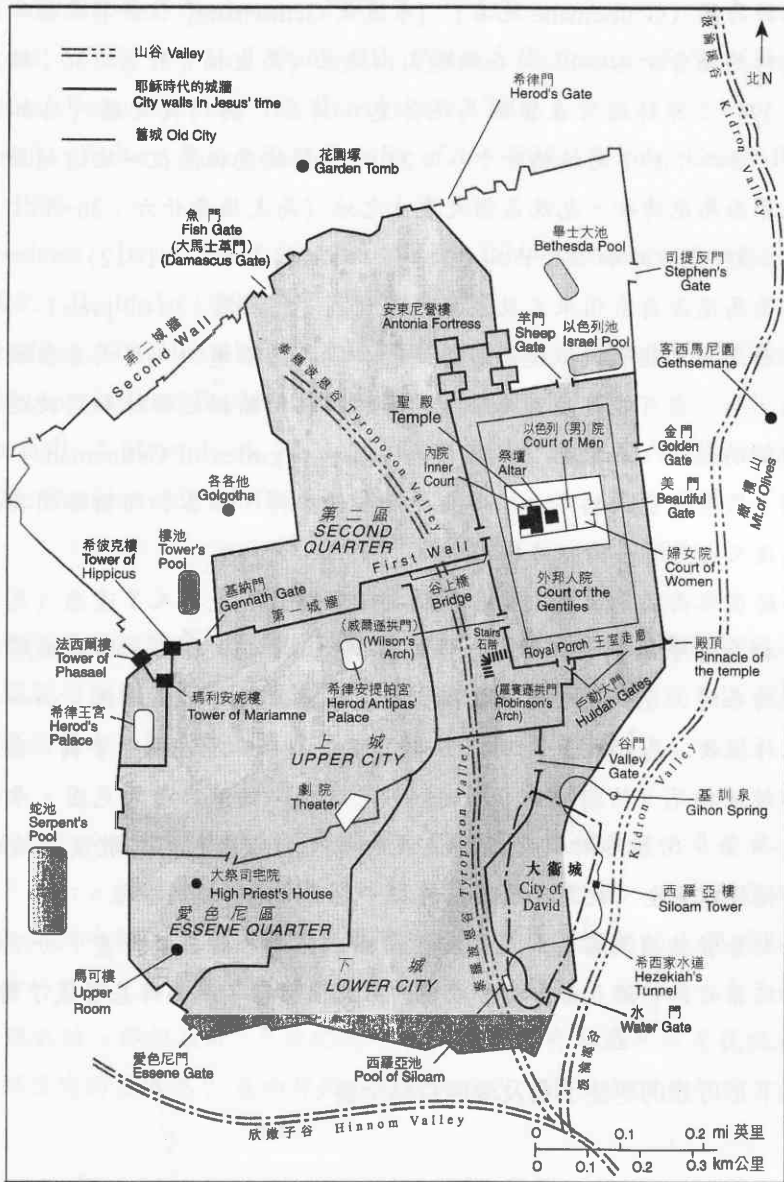 山谷 Valley
耶穌時代的城牆
City walls in Jesus' time
舊城 Old City
希律門
Herod's Gate
北N
汲淪溪谷 Kidron Valley
花園塚
Garden Tomb
魚門
Fish Gate
(大馬士革門)
(Damascus Gate)
畢士大池
Bethesda Pool
司提反門
Stephen's
Gate
第二城牆
Second Wall
安東尼營樓
Antonia Fortress
羊門
Sheep
Gate
以色列池
Israel Pool
客西馬尼園
Gethsemane
泰羅波恩谷 Tyropoeon Valley
聖殿
Temple
以色列(男)院
Court of Men
內院
Inner
Court
祭壇
Altar
金門
Golden
Gate
美門
Beautiful
Gate
橄欖山
Mt. of Olives
各各他
Golgotha
第二區
SECOND
QUARTER
希彼克樓
Tower of
Hippicus
樓池
Tower's
Pool
基納門
Gennath Gate
First Wall
第一城牆
谷上橋
Bridge
外邦人院
Court of the
Gentiles
婦女院
Court of
Women
(威爾遜拱門)
(Wilson's
Arch)
Stairs
石階
Royal Porch 王室走廊
殿頂
Pinnacle of
the temple
法西爾樓
Tower of
Phasael
瑪利安妮樓
Tower of Mariamne
希律安提帕宮
Herod Antipas'
Palace
(羅賓遜拱門)
(Robinson's
Arch)
戶勒大門
Huldah Gates
希律王宮
Herod's
Palace
上城
UPPER CITY
谷門
Valley
Gate
劇院
Theater
基訓泉
Gihon Spring
Kidron Valley
蛇池
Serpent's
Pool
泰羅波恩谷 Tyropoeon Valley
大祭司宅院
High Priest's House
大衛城
City of
David
西羅亞樓
Siloam Tower
愛色尼區
ESSENE QUARTER
馬可樓
Upper
Room
下城
LOWER CITY
希西家水道
Hezekiah's
Tunnel
水門
Water Gate
愛色尼門
Essene Gate
西羅亞池
Pool of Siloam
汲淪溪谷
欣嫩子谷 Hinnom Valley
0 0.1 0.2 mi 英里
0 0.1 0.2 0.3 km公里